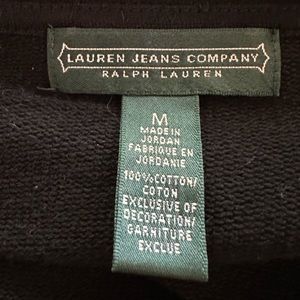 LAUREN JEANS COMPANY
RALPH LAUREN
M
MADE IN
JORDAN
FABRIQUE EN
JORDANIE
100% COTTON/
COTON
EXCLUSIVE OF
DECORATION/
GARNITURE
EXCLUE